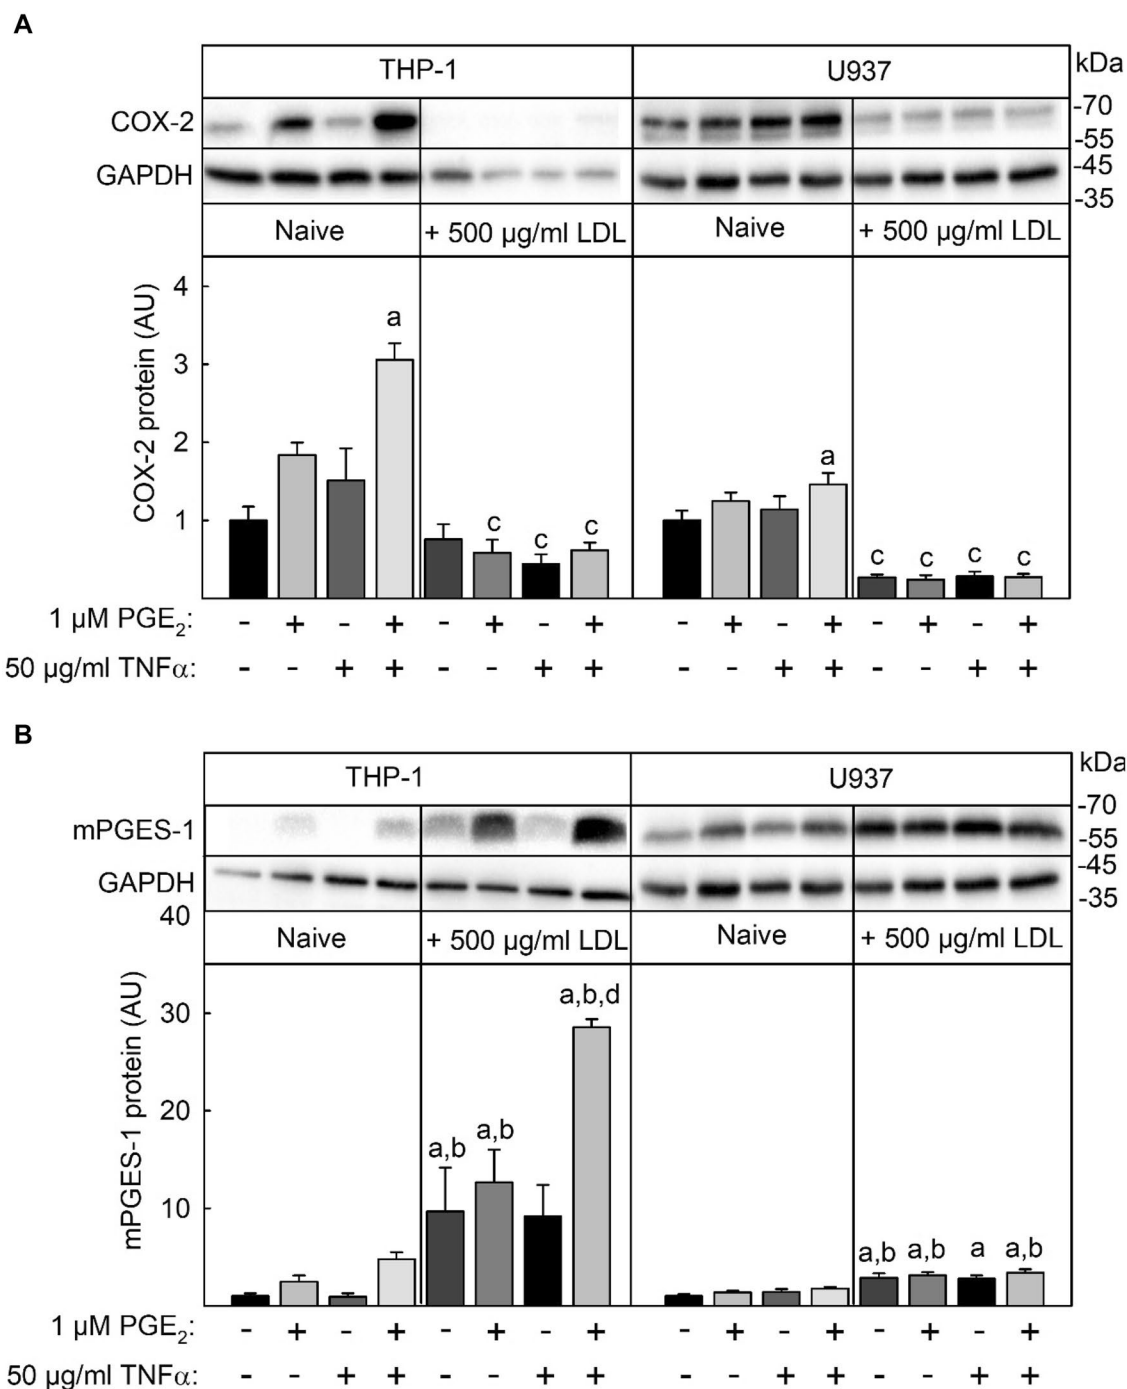 A
THP-1 U937 kDa
COX-2 -70
-55
GAPDH -45
-35
Naive + 500 µg/ml LDL Naive + 500 µg/ml LDL
COX-2 protein (AU)
4
3
2
1
a c c c a c c c c
1 µM PGE2: - + - + - + - + - + - + - + - +
50 µg/ml TNFα: - - + + - - + + - - + + - - + +
B
THP-1 U937 kDa
mPGES-1 -70
-55
GAPDH -45
-35
40
Naive + 500 µg/ml LDL Naive + 500 µg/ml LDL
mPGES-1 protein (AU)
30
20
10
a,b a,b a,b,d a,b a,b a a,b
1 µM PGE2: - + - + - + - + - + - + - + - +
50 µg/ml TNFα: - - + + - - + + - - + + - - + +